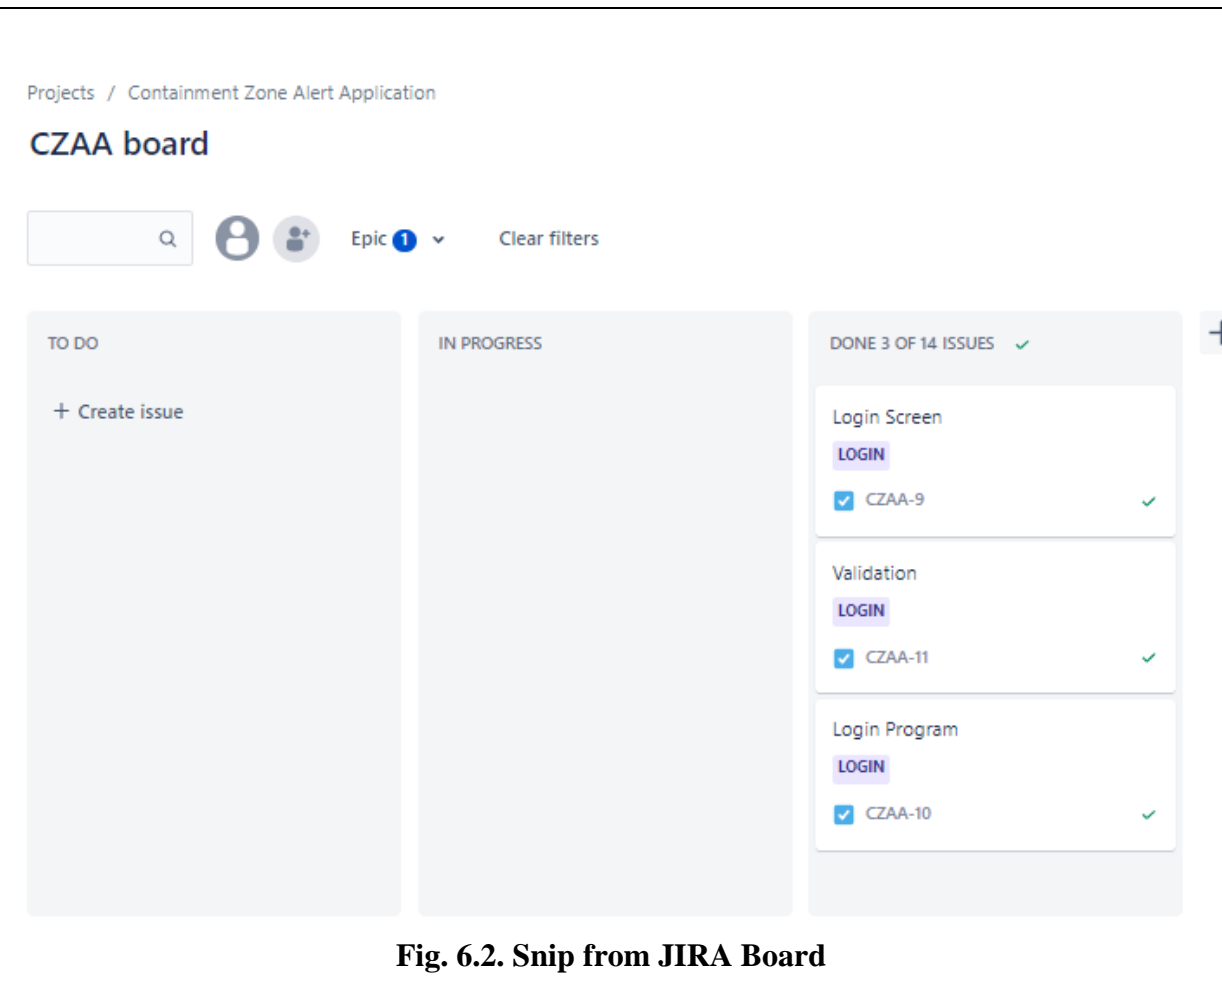 Projects / Containment Zone Alert Application
CZAA board
Epic 1
Clear filters
TO DO
+ Create issue
IN PROGRESS
DONE 3 OF 14 ISSUES
Login Screen
LOGIN
CZAA-9
Validation
LOGIN
CZAA-11
Login Program
LOGIN
CZAA-10
Fig. 6.2. Snip from JIRA Board